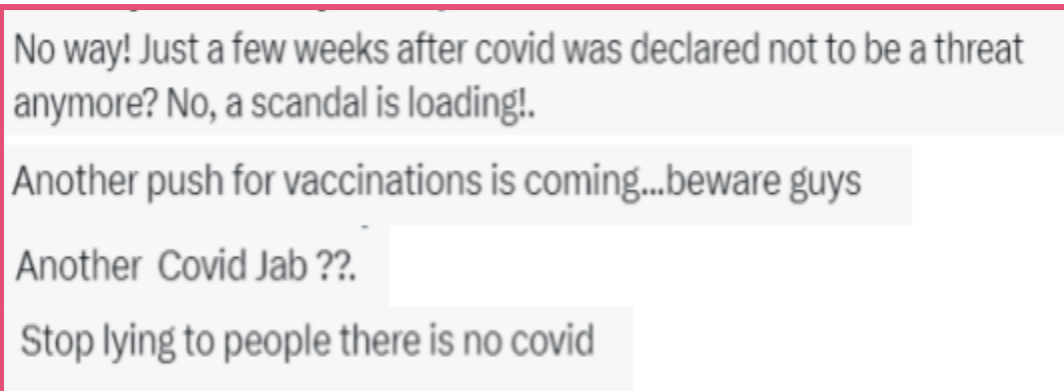 No way! Just a few weeks after covid was declared not to be a threat
anymore? No, a scandal is loading!.
Another push for vaccinations is coming...beware guys
Another Covid Jab ??.
Stop lying to people there is no covid